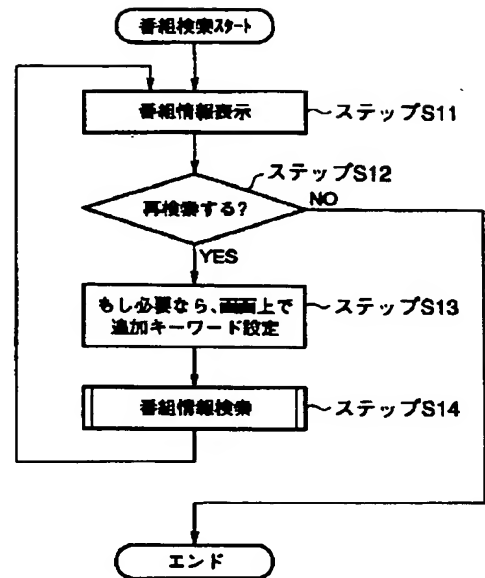 番組検索スタート
番組情報表示
ステップS11
ステップS12
再検索する?
NO
YES
もし必要なら、画面上で
追加キーワード設定
ステップS13
番組情報検索
ステップS14
エンド